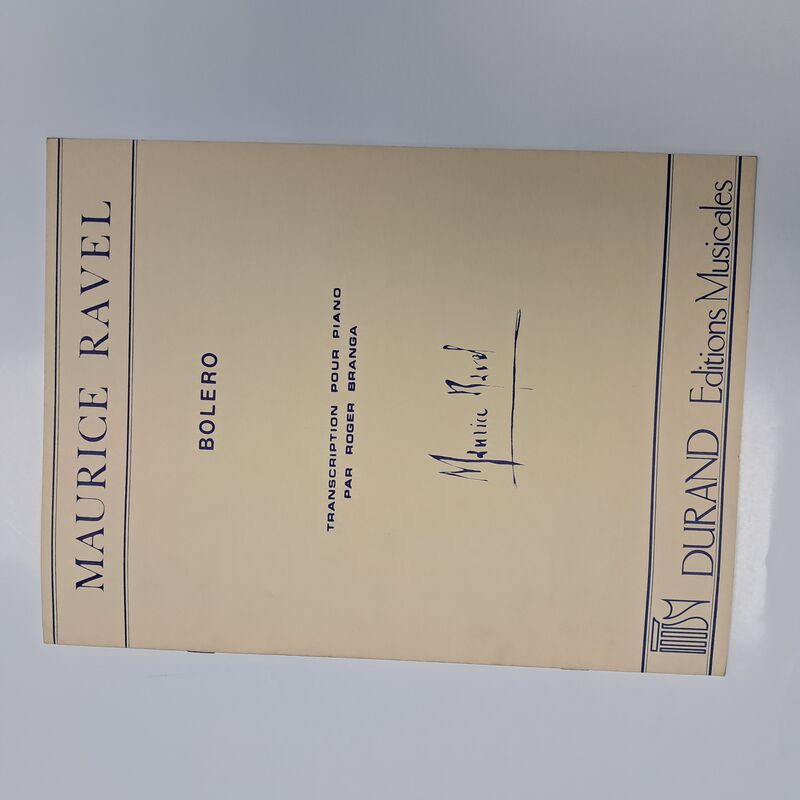 MAURICE RAVEL
BOLERO
TRANSCRIPTION POUR PIANO
PAR ROGER BRANGA
Maurice Ravel
DURAND Editions Musicales